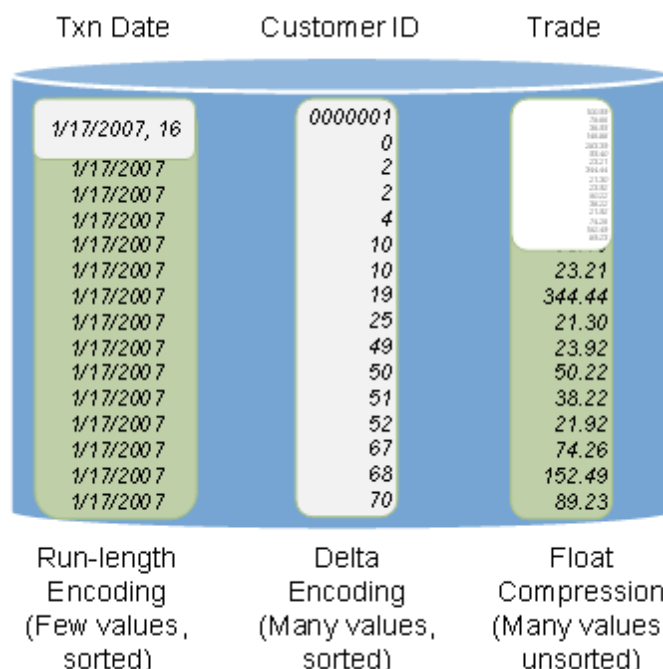 Txn Date
1/17/2007, 16
1/17/2007
1/17/2007
1/17/2007
1/17/2007
1/17/2007
1/17/2007
1/17/2007
1/17/2007
1/17/2007
1/17/2007
1/17/2007
1/17/2007
1/17/2007
1/17/2007
Run-length
Encoding
(Few values,
sorted)
Customer ID
0000001
0
2
2
4
10
10
19
25
49
50
51
52
67
68
70
Delta
Encoding
(Many values,
sorted)
Trade
23.21
344.44
21.30
23.92
50.22
38.22
21.92
74.26
152.49
89.23
Float
Compression
(Many values
unsorted)